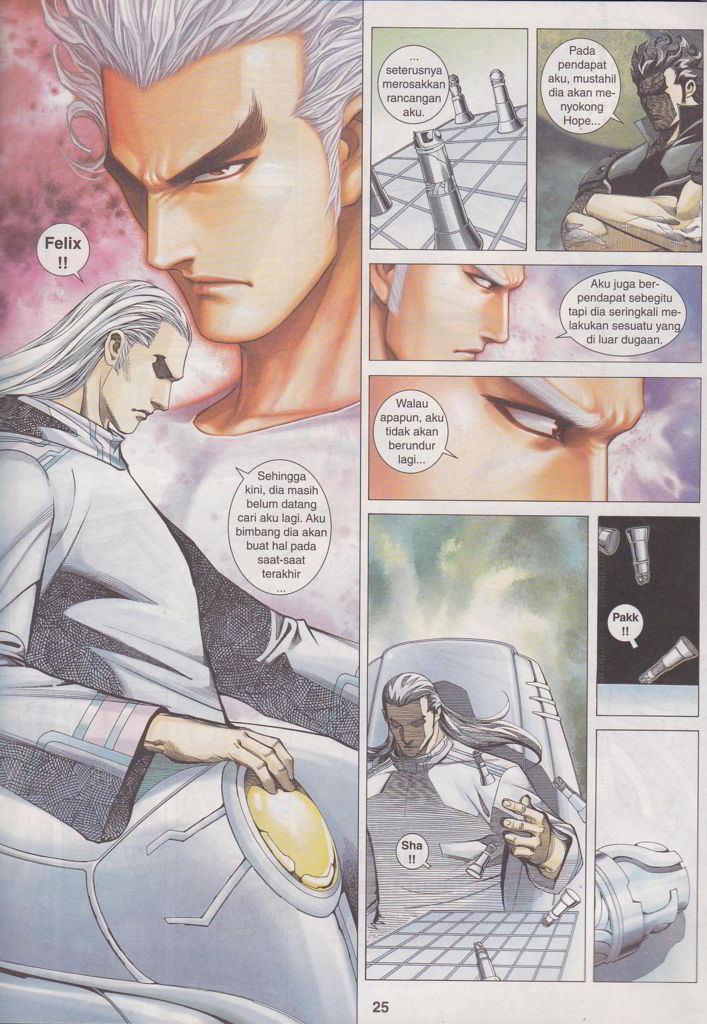 Felix
!!
Sehingga
kini, dia masih
belum datang
cari aku lagi. Aku
bimbang dia akan
buat hal pada
saat-saat
terakhir
...
...
seterusnya
merosakkan
rancangan
aku.
Pada
pendapat
aku, mustahil
dia akan me-
nyokong
Hope...
Aku juga ber-
pendapat sebegitu
tapi dia seringkali me-
lakukan sesuatu yang
di luar dugaan.
Walau
apapun, aku
tidak akan
berundur
lagi...
Sha
!!
Pakk
!!
25